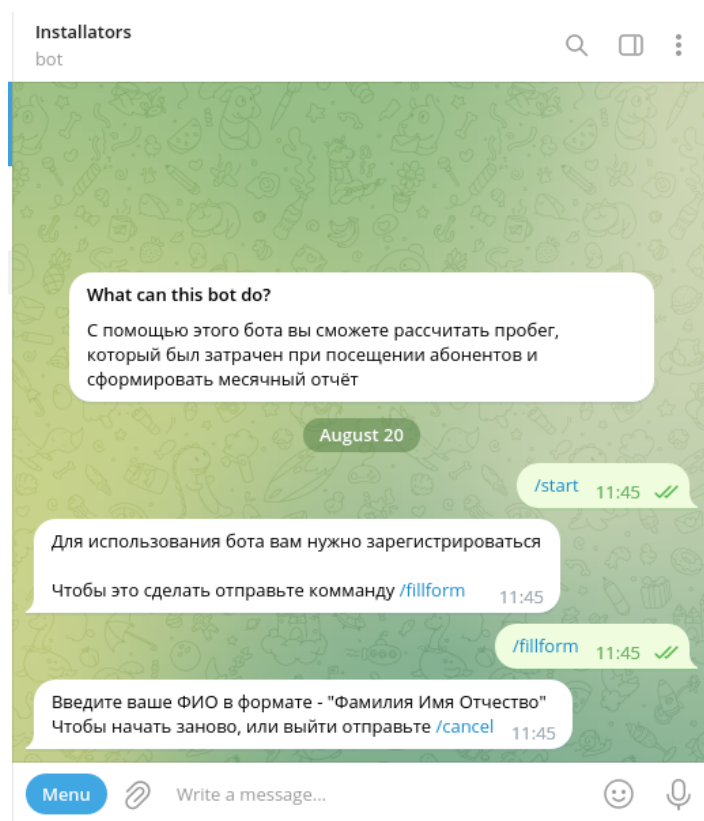 Installators
bot
What can this bot do?
С помощью этого бота вы сможете рассчитать пробег,
который был затрачен при посещении абонентов и
сформировать месячный отчёт
August 20
/start 11:45
Для использования бота вам нужно зарегистрироваться
Чтобы это сделать отправьте комманду /fillform 11:45
/fillform 11:45
Введите ваше ФИО в формате - "Фамилия Имя Отчество"
Чтобы начать заново, или выйти отправьте /cancel 11:45
Menu Write a message...